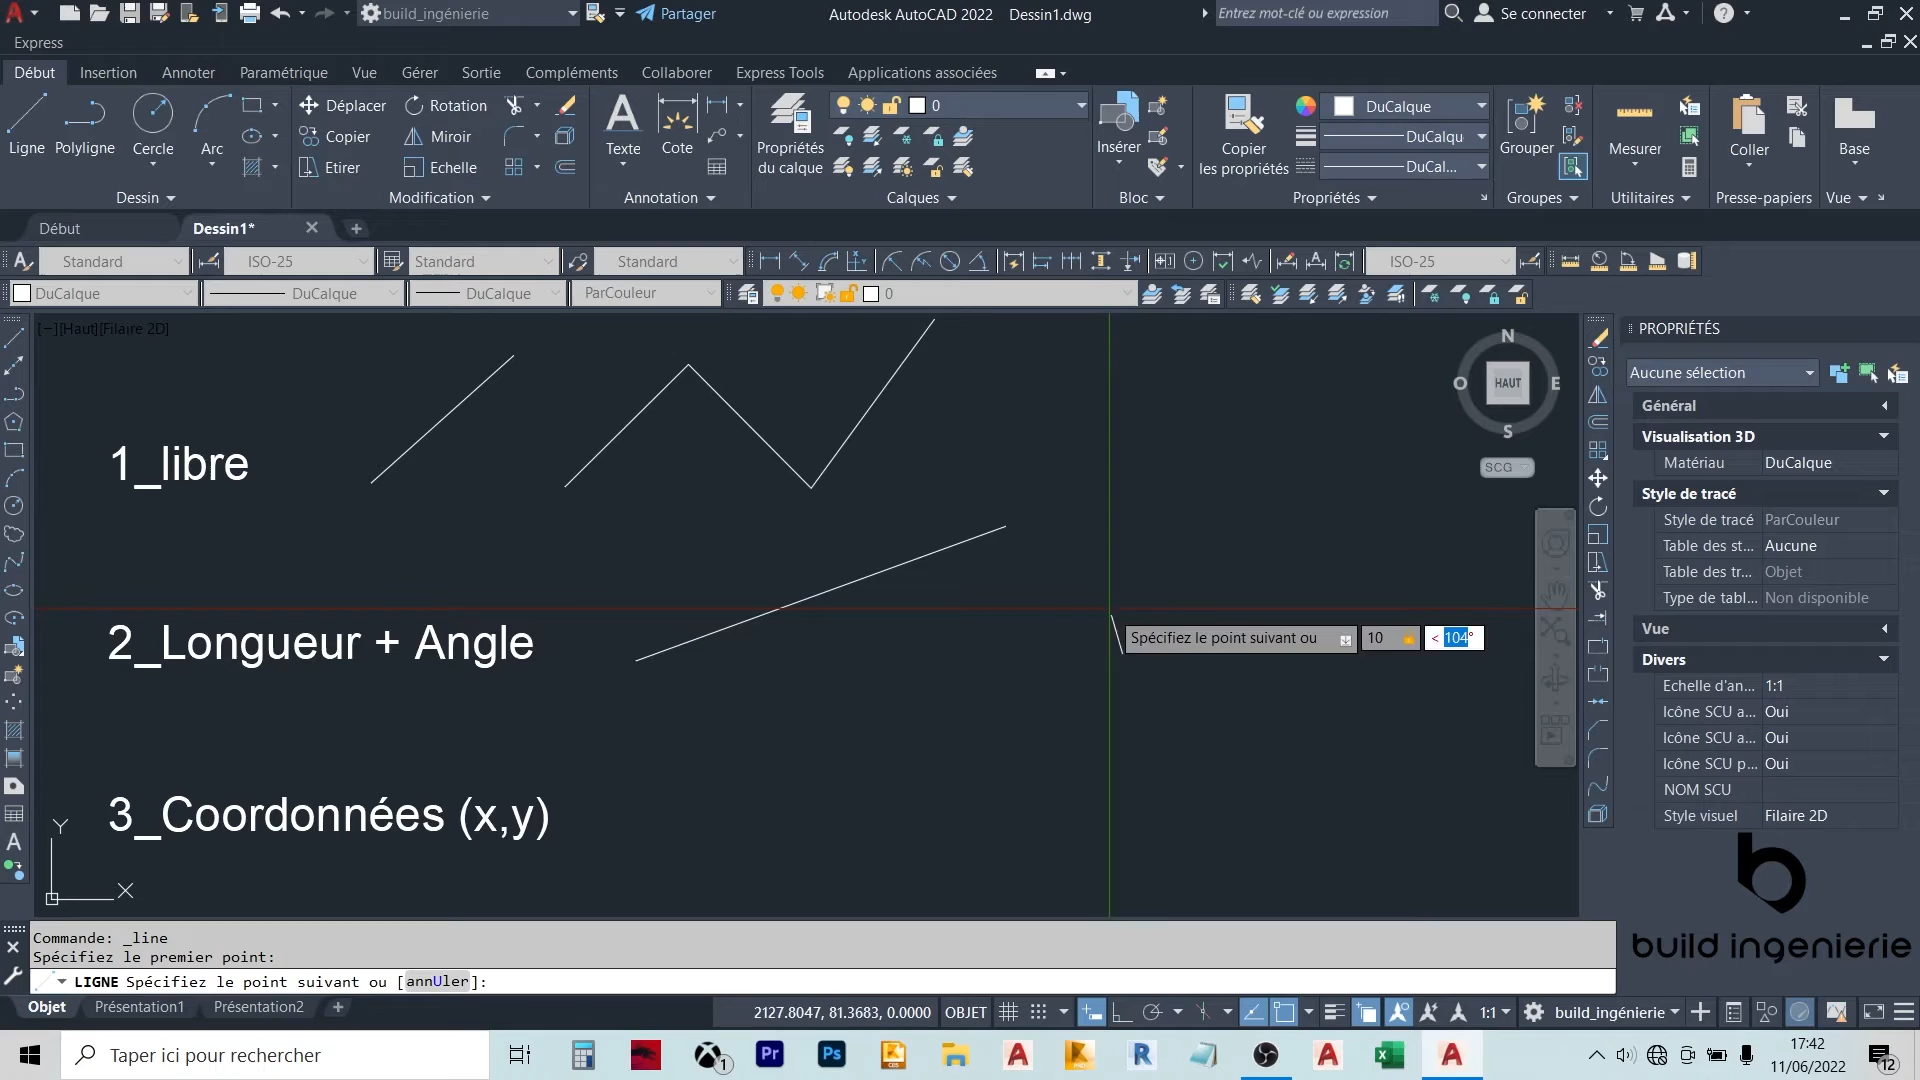 build_ingénierie
Partager
Autodesk AutoCAD 2022 Dessin1.dwg
Entrez mot-clé ou expression
Se connecter
Express
Début
Insertion
Annoter
Paramétrique
Vue
Gérer
Sortie
Compléments
Collaborer
Express Tools
Applications associées
Ligne
Polyligne
Cercle
Arc
Déplacer
Rotation
Copier
Miroir
Etirer
Echelle
Texte
Cote
Propriétés
du calque
0
Insérer
Copier
les propriétés
DuCalque
DuCalqu
DuCal...
Grouper
Mesurer
Coller
Base
Dessin
Modification
Annotation
Calques
Bloc
Propriétés
Groupes
Utilitaires
Presse-papiers
Vue
Début
Dessin1*
Standard
ISO-25
Standard
Standard
ISO-25
DuCalque
DuCalque
DuCalque
ParCouleur
0
[−][Haut][Filaire 2D]
N
O
HAUT
E
S
SCG
1_libre
2_Longueur + Angle
3_Coordonnées (x,y)
Spécifiez le point suivant ou
10
< 104°
Y
X
PROPRIÉTÉS
Aucune sélection
Général
Visualisation 3D
Matériau DuCalque
Style de tracé
Style de tracé ParCouleur
Table des st... Aucune
Table des tr... Objet
Type de tabl... Non disponible
Vue
Divers
Echelle d'an... 1:1
Icône SCU a... Oui
Icône SCU a... Oui
Icône SCU p... Oui
NOM SCU
Style visuel Filaire 2D
b
build ingenierie
Commande: _line
Spécifiez le premier point:
LIGNE Spécifiez le point suivant ou [annUler]:
Objet
Présentation1
Présentation2
2127.8047, 81.3683, 0.0000
OBJET
1:1
build_ingénierie
Taper ici pour rechercher
1
Pr
Ps
17:42
11/06/2022
12